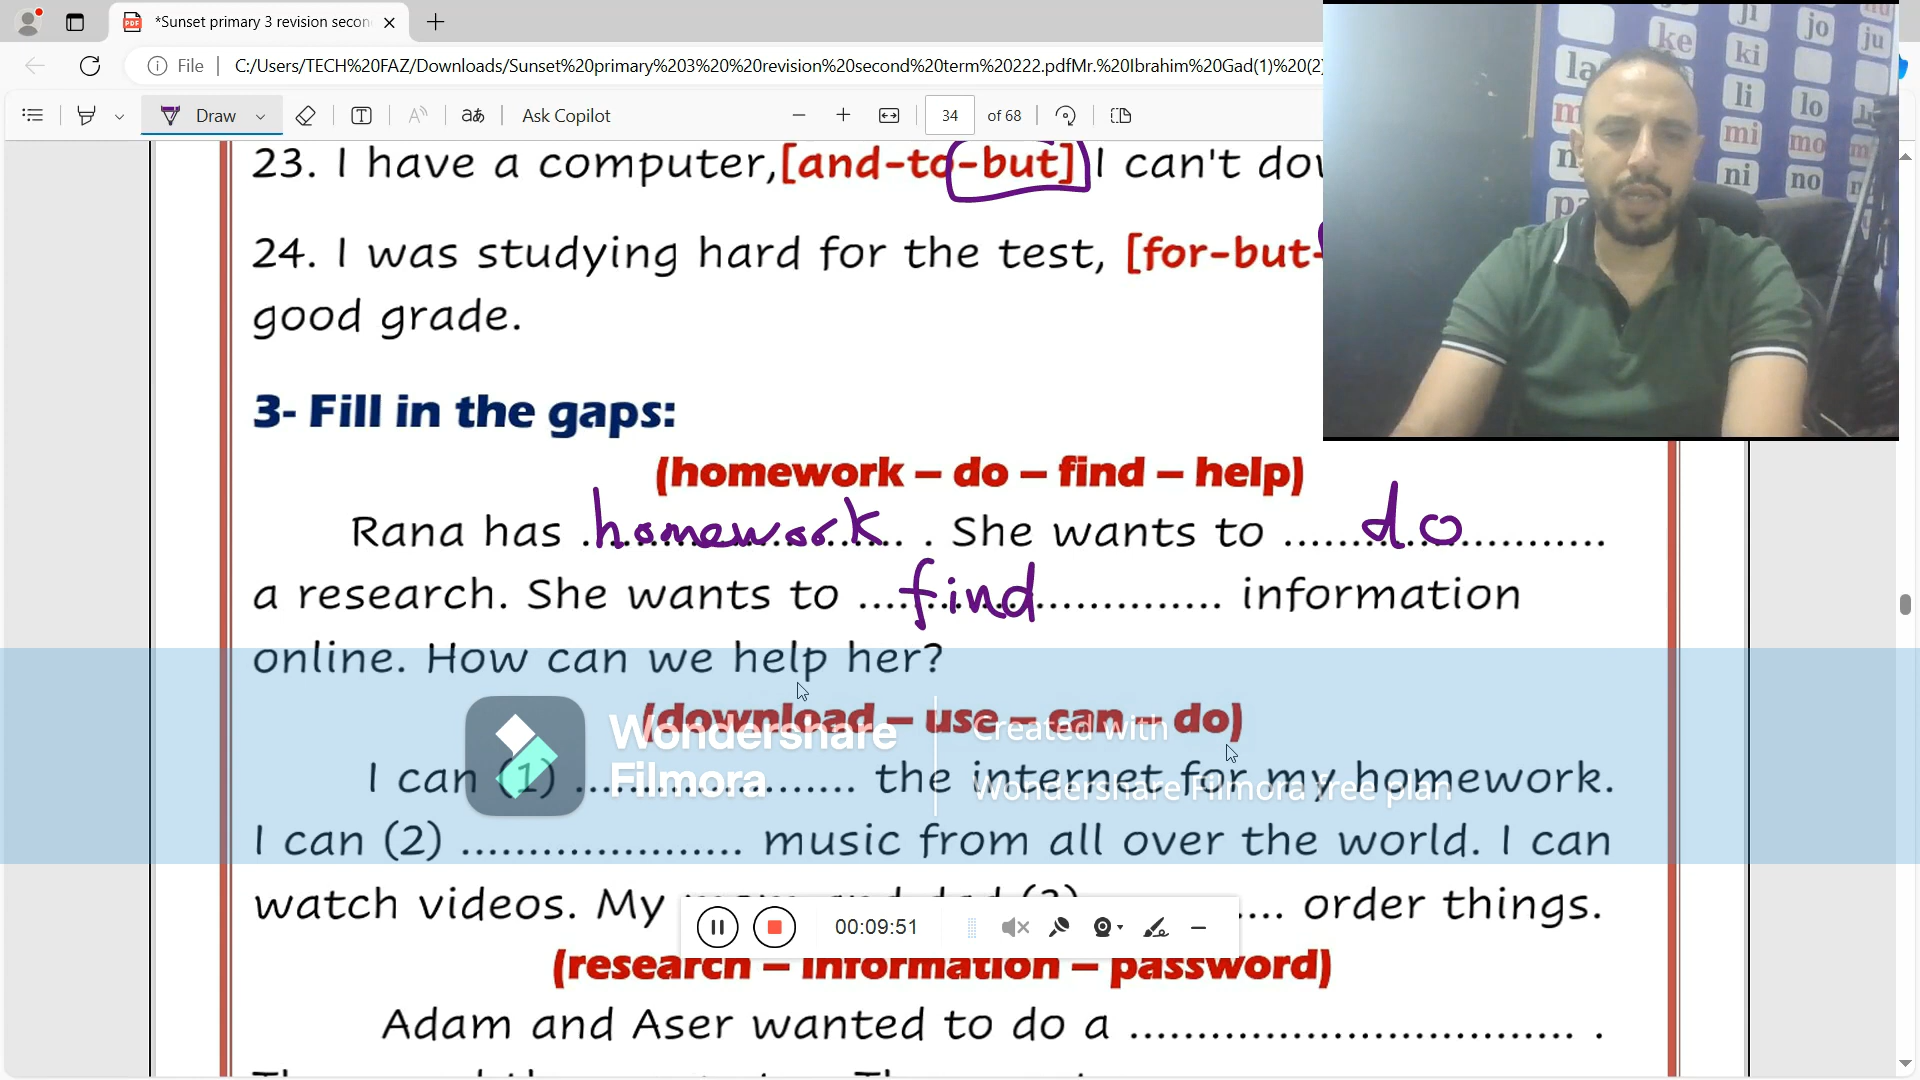 *Sunset primary 3 revision secon
File
C:/Users/TECH%20FAZ/Downloads/Sunset%20primary%203%20%20revision%20second%20term%20222.pdfMr.%20Ibrahim%20Gad(1)%20(2)
Draw
aあ
Ask Copilot
34 of 68
ke ji jo ju
la ki
li lo
mi mo
ni no
23. I have a computer,[and-to-but] I can't dow
24. I was studying hard for the test, [for-but-
good grade.
3- Fill in the gaps:
(homework – do – find – help)
Rana has .homework.. . She wants to ......do..........
a research. She wants to ....find............. information
online. How can we help her?
(download – use – can – do)
Wondershare Filmora
Created with
Wondershare Filmora free plan
I can (1) ..................... the internet for my homework.
I can (2) ..................... music from all over the world. I can
watch videos. My mom and dad (3) .... order things.
00:09:51
(research – information – password)
Adam and Aser wanted to do a ................................. .